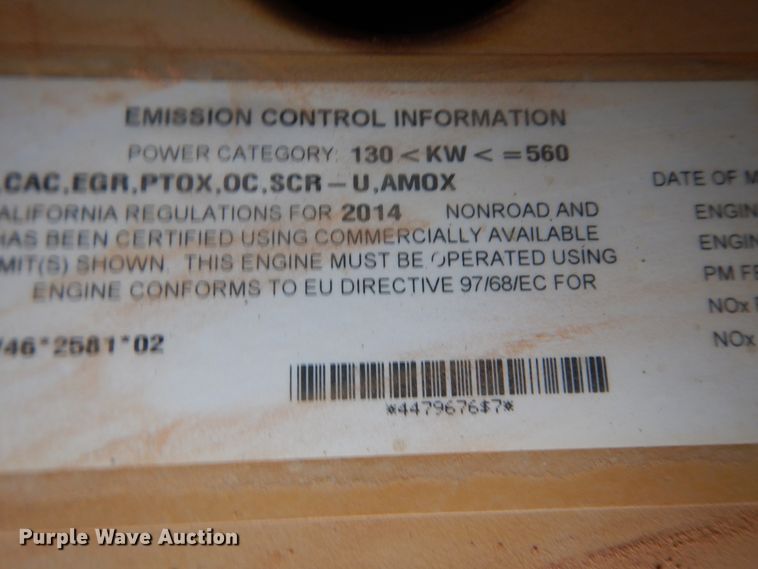 EMISSION CONTROL INFORMATION
POWER CATEGORY: 130 < KW < =560
,CAC,EGR,PTOX,OC,SCR - U,AMOX DATE OF M
ALIFORNIA REGULATIONS FOR 2014 NONROAD AND ENGIN
HAS BEEN CERTIFIED USING COMMERCIALLY AVAILABLE ENGIN
MIT(S) SHOWN. THIS ENGINE MUST BE OPERATED USING PM FE
ENGINE CONFORMS TO EU DIRECTIVE 97/68/EC FOR NOx
/46*2581*02 NOx
*4479676$7*
Purple Wave Auction